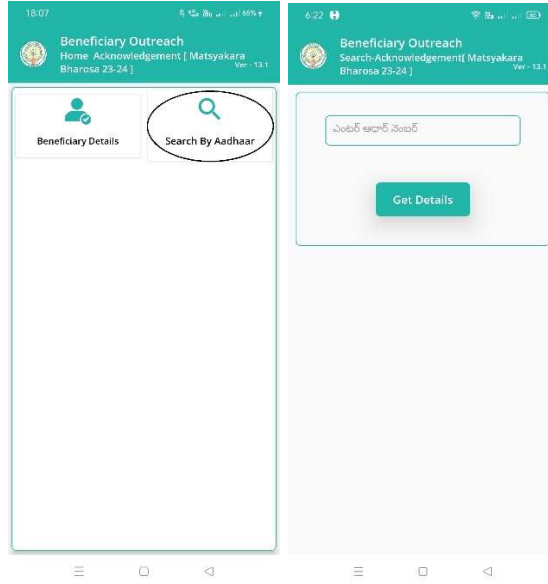 18:07
65%
Beneficiary Outreach
Home Acknowledgement [ Matsyakara
Bharosa 23-24 ]
Ver - 13.1
Beneficiary Details
Search By Aadhaar
6:22
Beneficiary Outreach
Search-Acknowledgement[ Matsyakara
Bharosa 23-24 ]
Ver - 13.1
ఎంటర్ ఆధార్ నెంబర్
Get Details